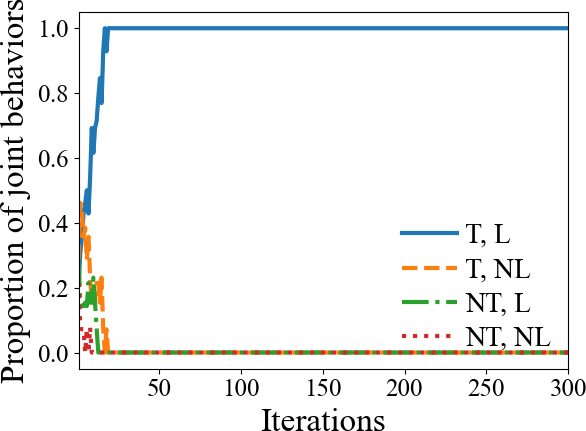 Proportion of joint behaviors
1.0
0.8
0.6
0.4
0.2
0.0
T, L
T, NL
NT, L
NT, NL
50 100 150 200 250 300
Iterations